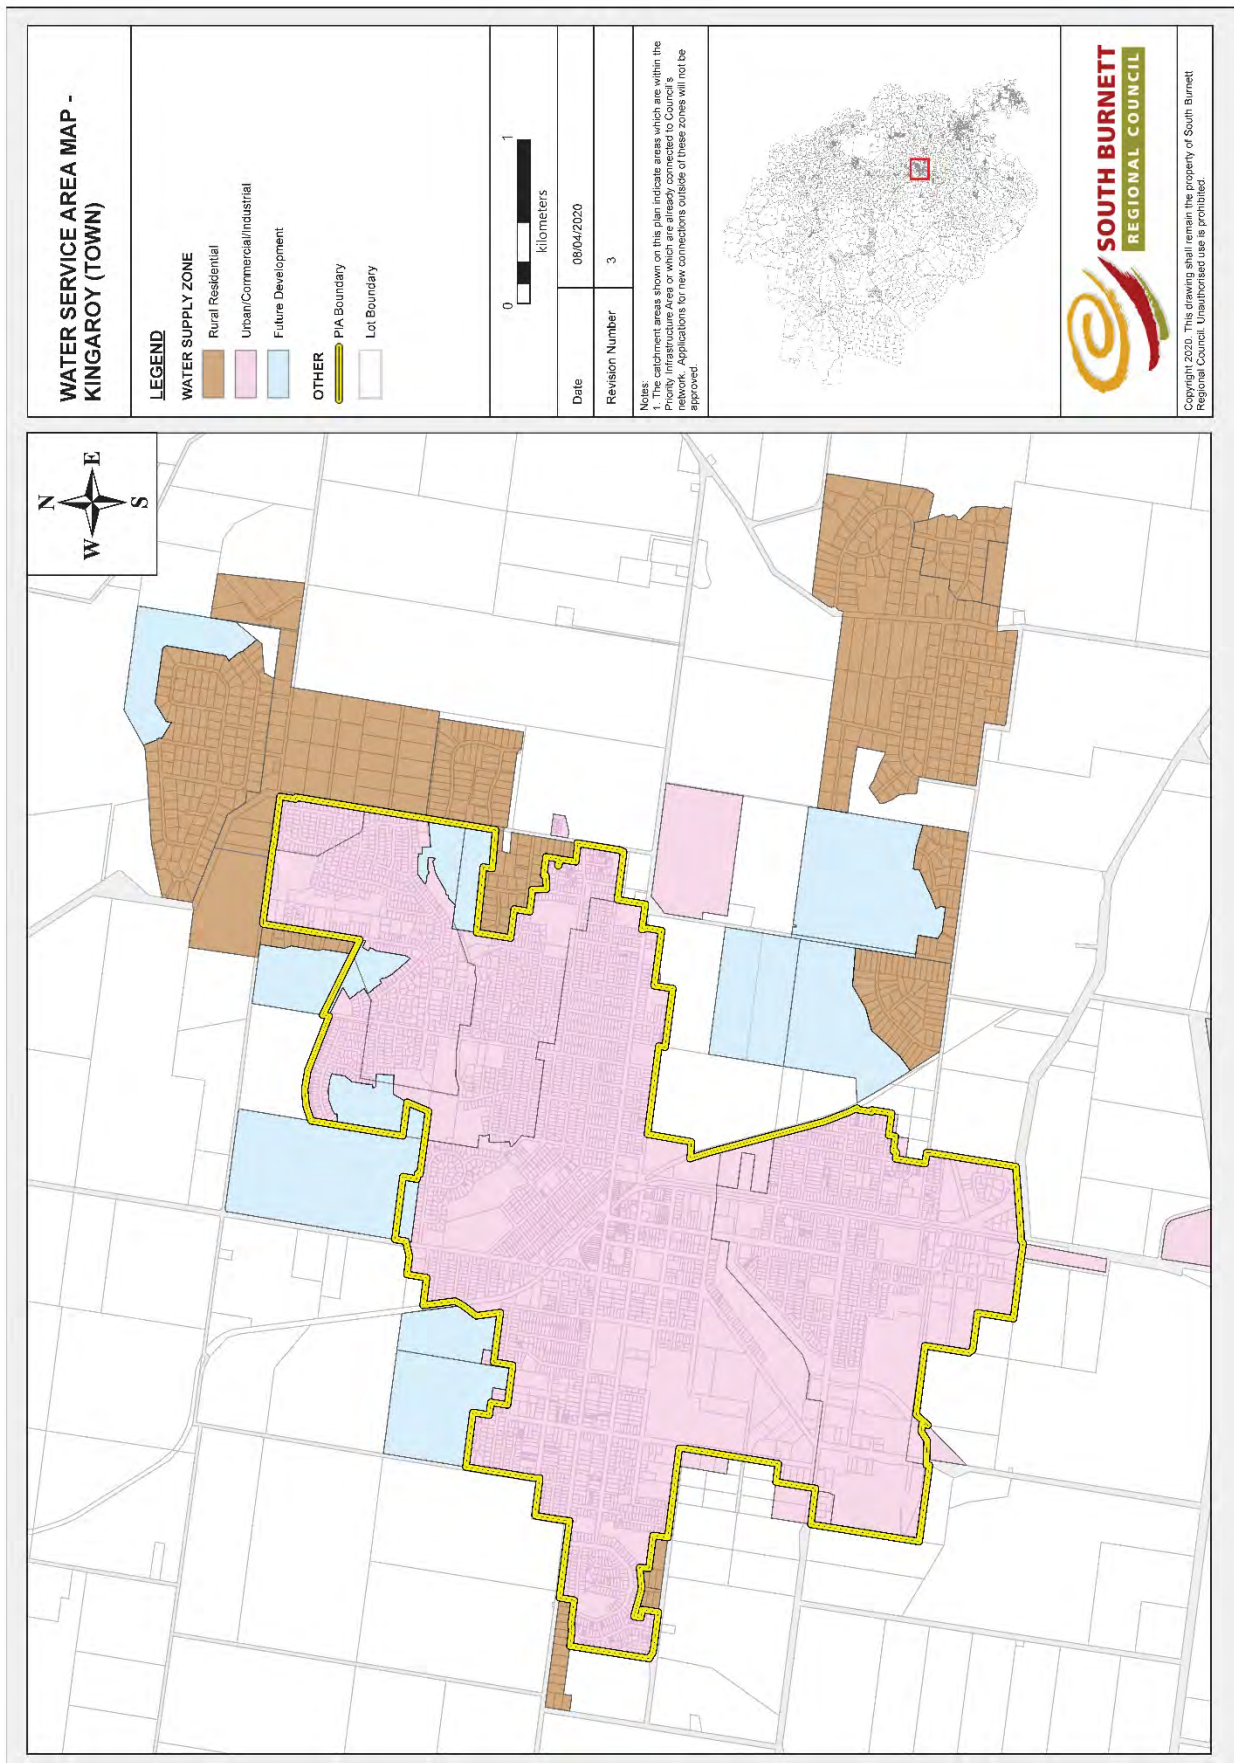 WATER SERVICE AREA MAP -
KINGAROY (TOWN)
LEGEND
WATER SUPPLY ZONE
Rural Residential
Urban/Commercial/Industrial
Future Development
OTHER
PIA Boundary
Lot Boundary
0
1
kilometers
Date
08/04/2020
Revision Number
3
Notes:
1. The catchment areas shown on this plan indicate areas which are within the
Priority Infrastructure Area or which are already connected to Council's
network. Applications for new connections outside of these zones will not be
approved.
SOUTH BURNETT
REGIONAL COUNCIL
Copyright 2020. This drawing shall remain the property of South Burnett
Regional Council. Unauthorised use is prohibited.
N
W
E
S